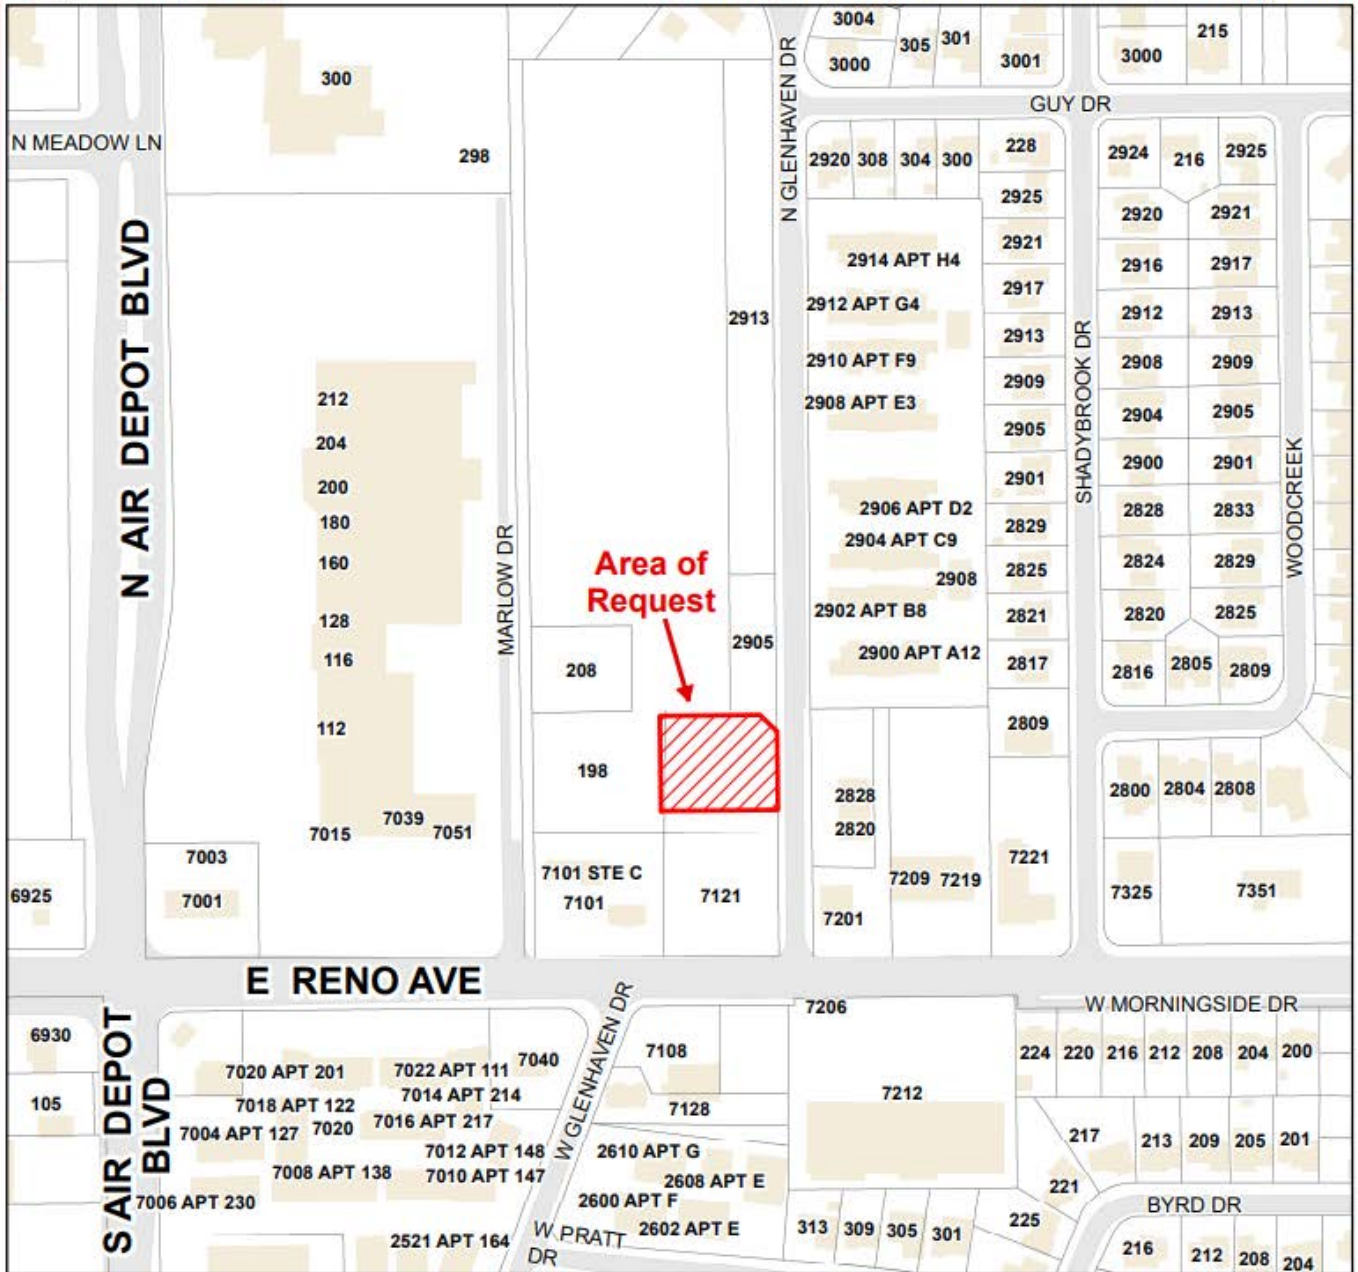 3004
305
301
3000
3001
3000
215
GUY DR
300
N MEADOW LN
298
N GLENHAVEN DR
2920
308
304
300
228
2924
216
2925
2925
2920
2921
2921
2914 APT H4
2916
2917
2917
2912 APT G4
2912
2913
2913
2913
2910 APT F9
2908
2909
2909
2908 APT E3
2904
2905
2905
2901
2900
2901
N AIR DEPOT BLVD
212
204
200
180
160
128
116
112
7015
7039
7051
MARLOW DR
SHADYBROOK DR
WOODCREEK
2906 APT D2
2829
2828
2833
2904 APT C9
2908
2825
2824
2829
2902 APT B8
2821
2820
2825
2900 APT A12
2817
2816
2805
2809
Area of
Request
2905
208
198
2809
2828
2820
2800
2804
2808
7003
7001
6925
7101 STE C
7101
7121
7201
7209
7219
7221
7325
7351
E RENO AVE
W MORNINGSIDE DR
7206
6930
105
S AIR DEPOT
BLVD
7020 APT 201
7022 APT 111
7040
7018 APT 122
7014 APT 214
7004 APT 127
7020
7016 APT 217
7012 APT 148
7008 APT 138
7010 APT 147
7006 APT 230
2521 APT 164
W GLENHAVEN DR
7108
7128
2610 APT G
2608 APT E
2600 APT F
2602 APT E
W PRATT
DR
7212
224
220
216
212
208
204
200
217
213
209
205
201
221
225
BYRD DR
313
309
305
301
216
212
208
204